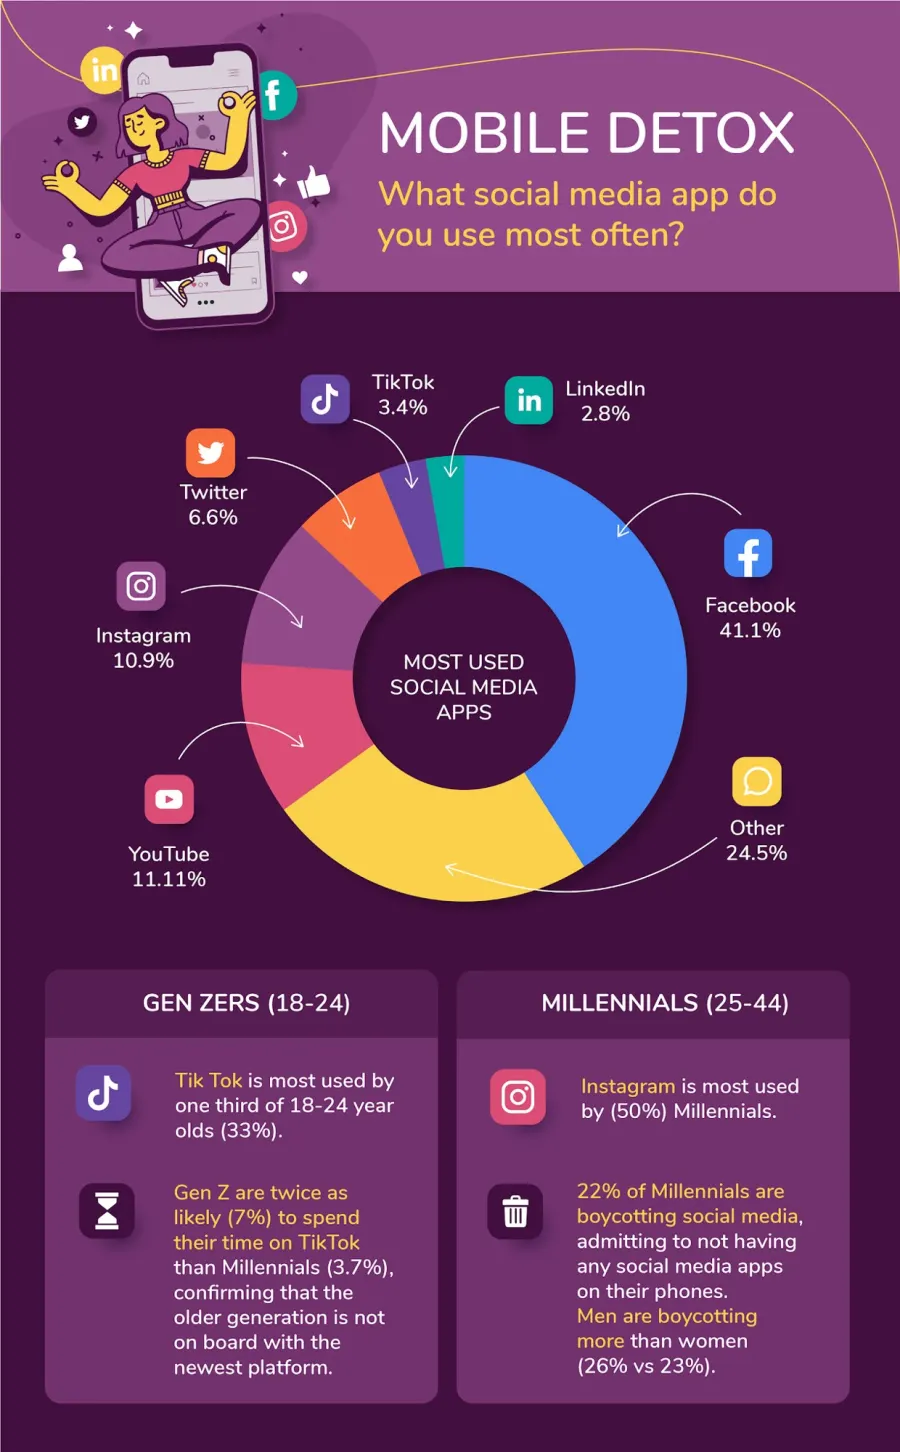 MOBILE DETOX
What social media app do
you use most often?
TikTok
3.4%
LinkedIn
2.8%
Twitter
6.6%
Facebook
41.1%
Instagram
10.9%
MOST USED
SOCIAL MEDIA
APPS
YouTube
11.11%
Other
24.5%
GEN ZERS (18-24)
Tik Tok is most used by
one third of 18-24 year
olds (33%).
Gen Z are twice as
likely (7%) to spend
their time on TikTok
than Millennials (3.7%),
confirming that the
older generation is not
on board with the
newest platform.
MILLENNIALS (25-44)
Instagram is most used
by (50%) Millennials.
22% of Millennials are
boycotting social media,
admitting to not having
any social media apps
on their phones.
Men are boycotting
more than women
(26% vs 23%).